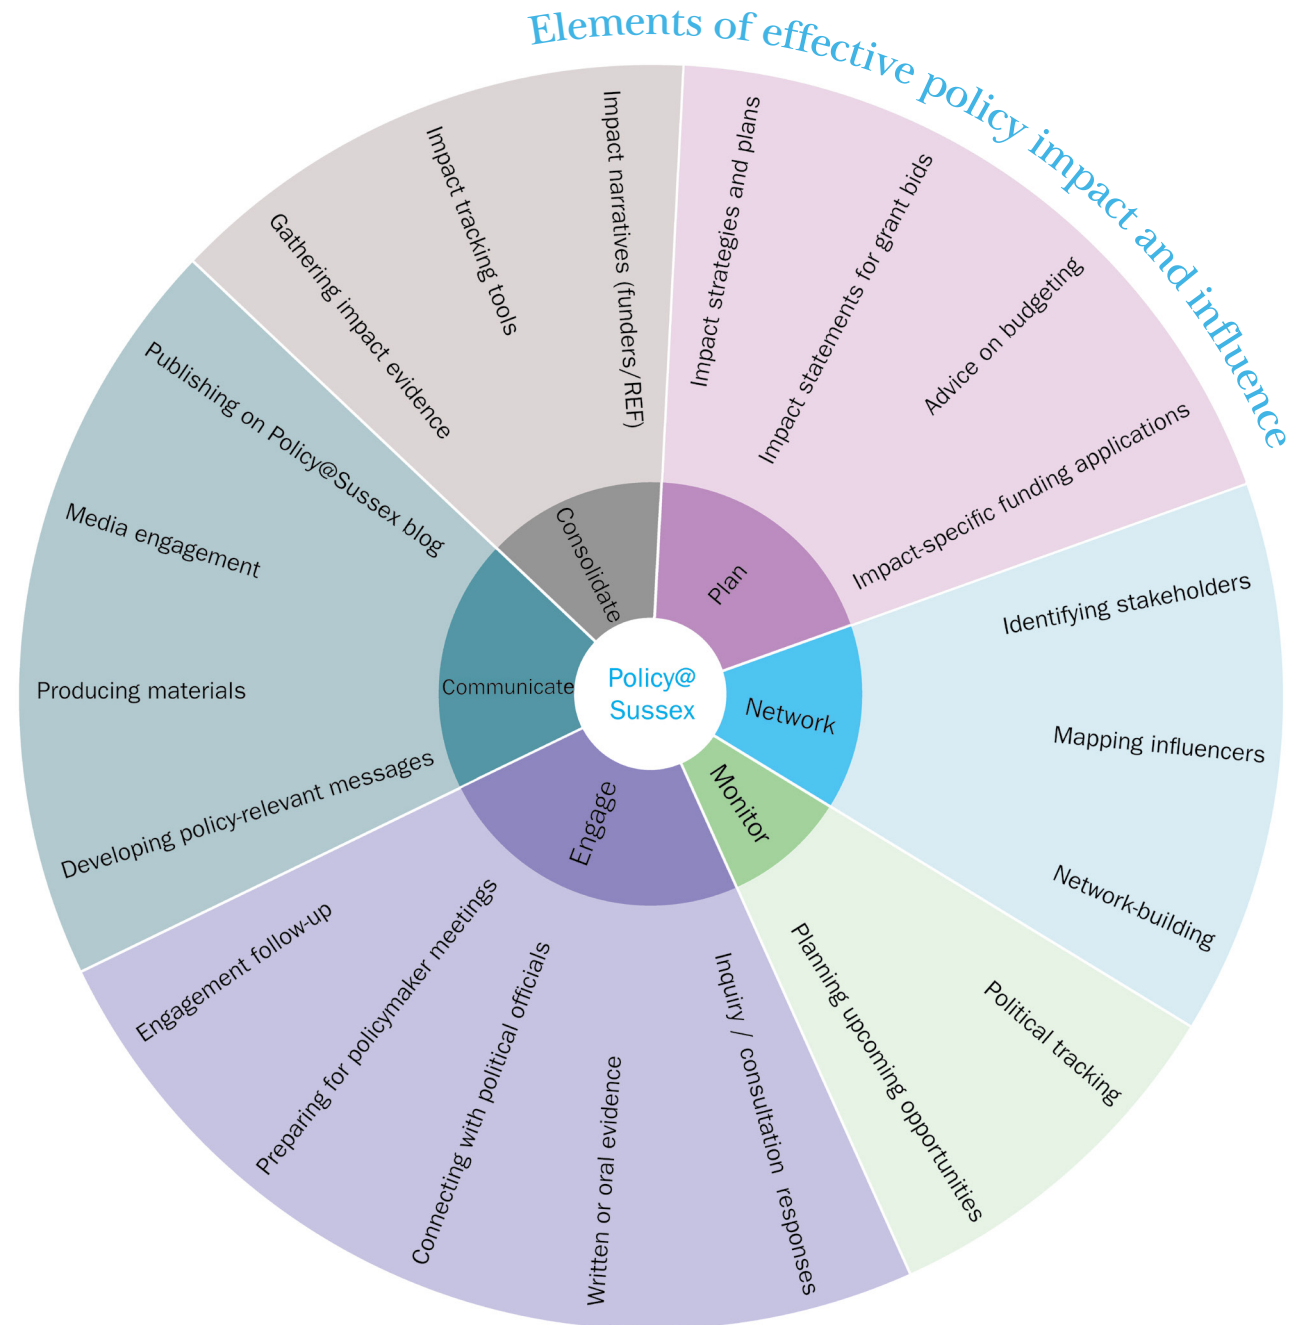 Elements of effective policy impact and influence
Policy@
Sussex
Plan
Impact strategies and plans
Impact statements for grant bids
Advice on budgeting
Impact-specific funding applications
Network
Identifying stakeholders
Mapping influencers
Network-building
Monitor
Political tracking
Planning upcoming opportunities
Engage
Inquiry / consultation responses
Written or oral evidence
Connecting with political officials
Preparing for policymaker meetings
Engagement follow-up
Communicate
Developing policy-relevant messages
Producing materials
Media engagement
Publishing on Policy@Sussex blog
Consolidate
Gathering impact evidence
Impact tracking tools
Impact narratives (funders/REF)